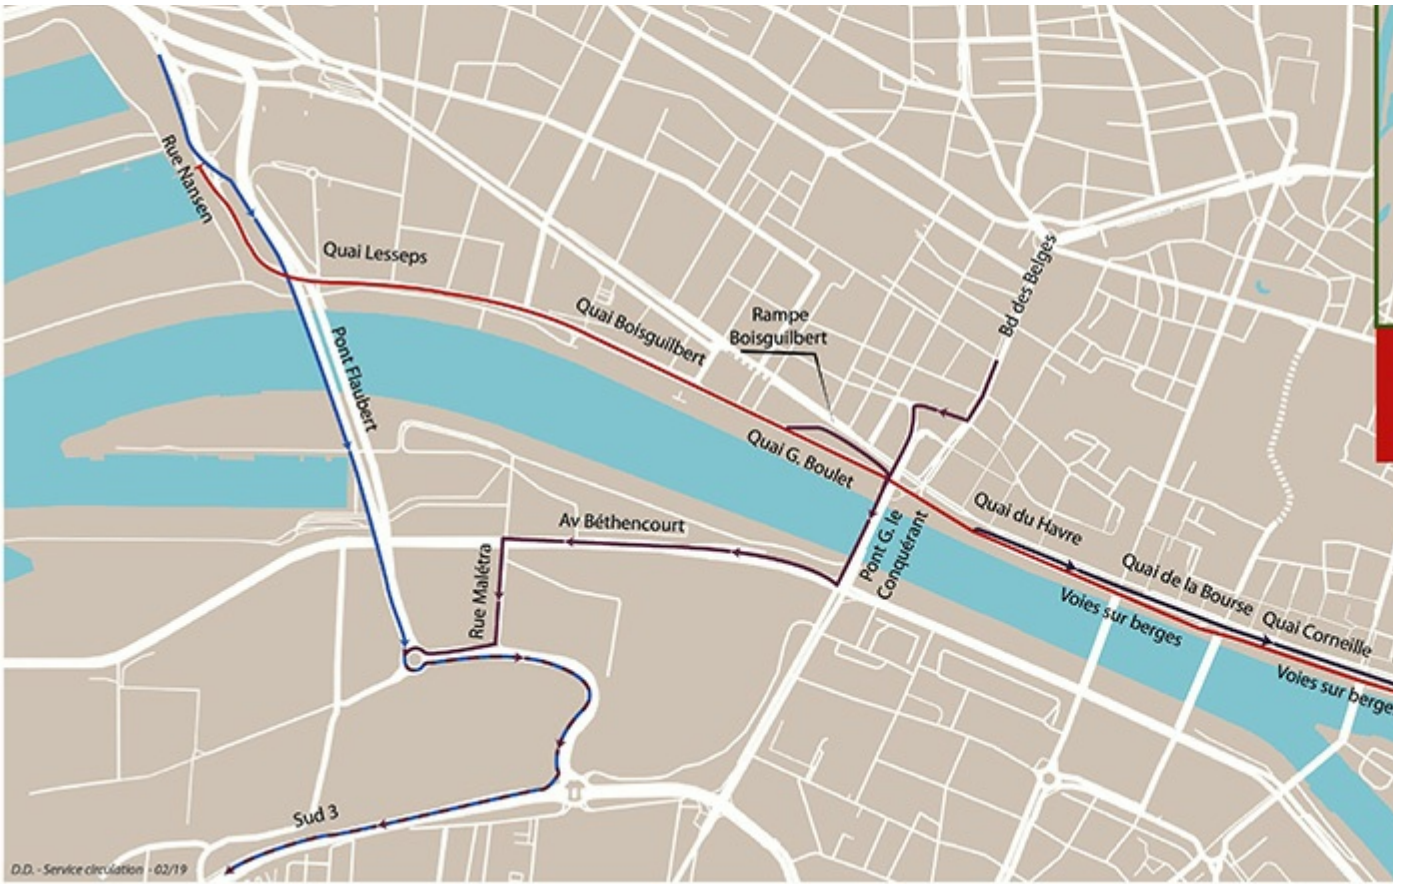 Rue Nansen
Quai Lesseps
Bd des Belges
Rampe
Boisguilbert
Quai Boisguilbert
Pont Flaubert
Quai G. Boulet
Quai du Havre
Av Béthencourt
Pont G. le
Conquérant
Rue Malétra
Quai de la Bourse
Voies sur berges
Quai Corneille
Voies sur berge
Sud 3
D.D. - Service circulation - 02/19